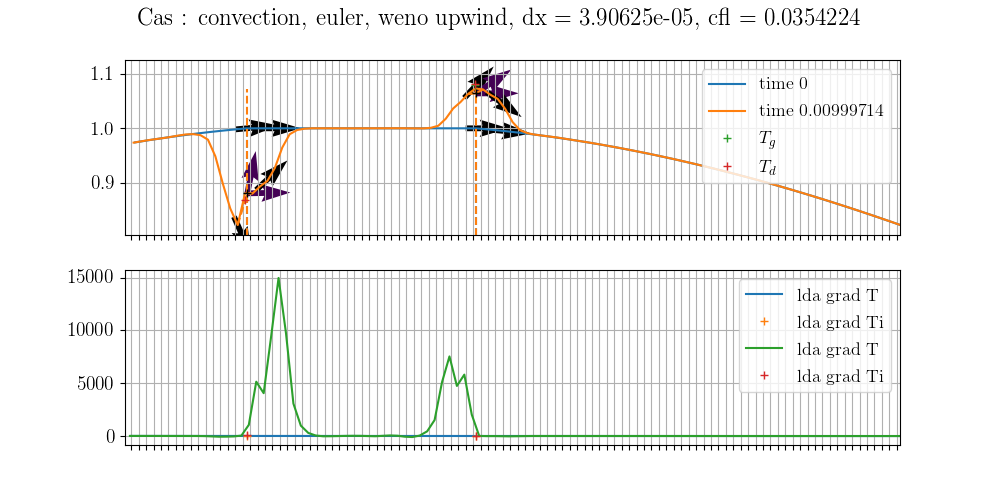 Cas : convection, euler, weno upwind, dx = 3.90625e-05, cfl = 0.0354224
1.1
1.0
0.9
time 0
time 0.00999714
T_g
T_d
15000
10000
5000
0
lda grad T
lda grad Ti
lda grad T
lda grad Ti